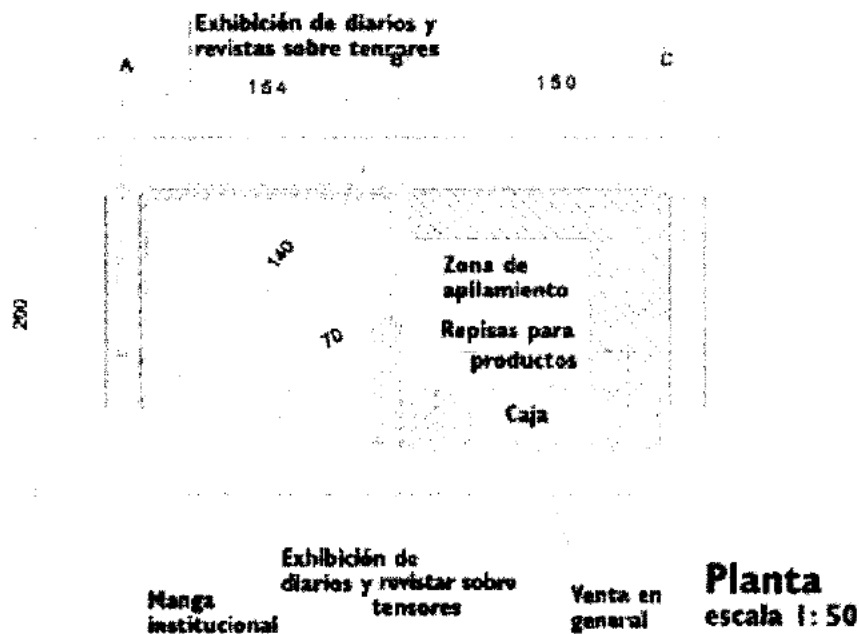 Exhibición de diarios y
revistas sobre tensores
A
B
C
164
150
200
140
70
Zona de
apilamiento
Repisas para
productos
Caja
Manga
institucional
Exhibición de
diarios y revistar sobre
tensores
Venta en
general
Planta
escala 1:50